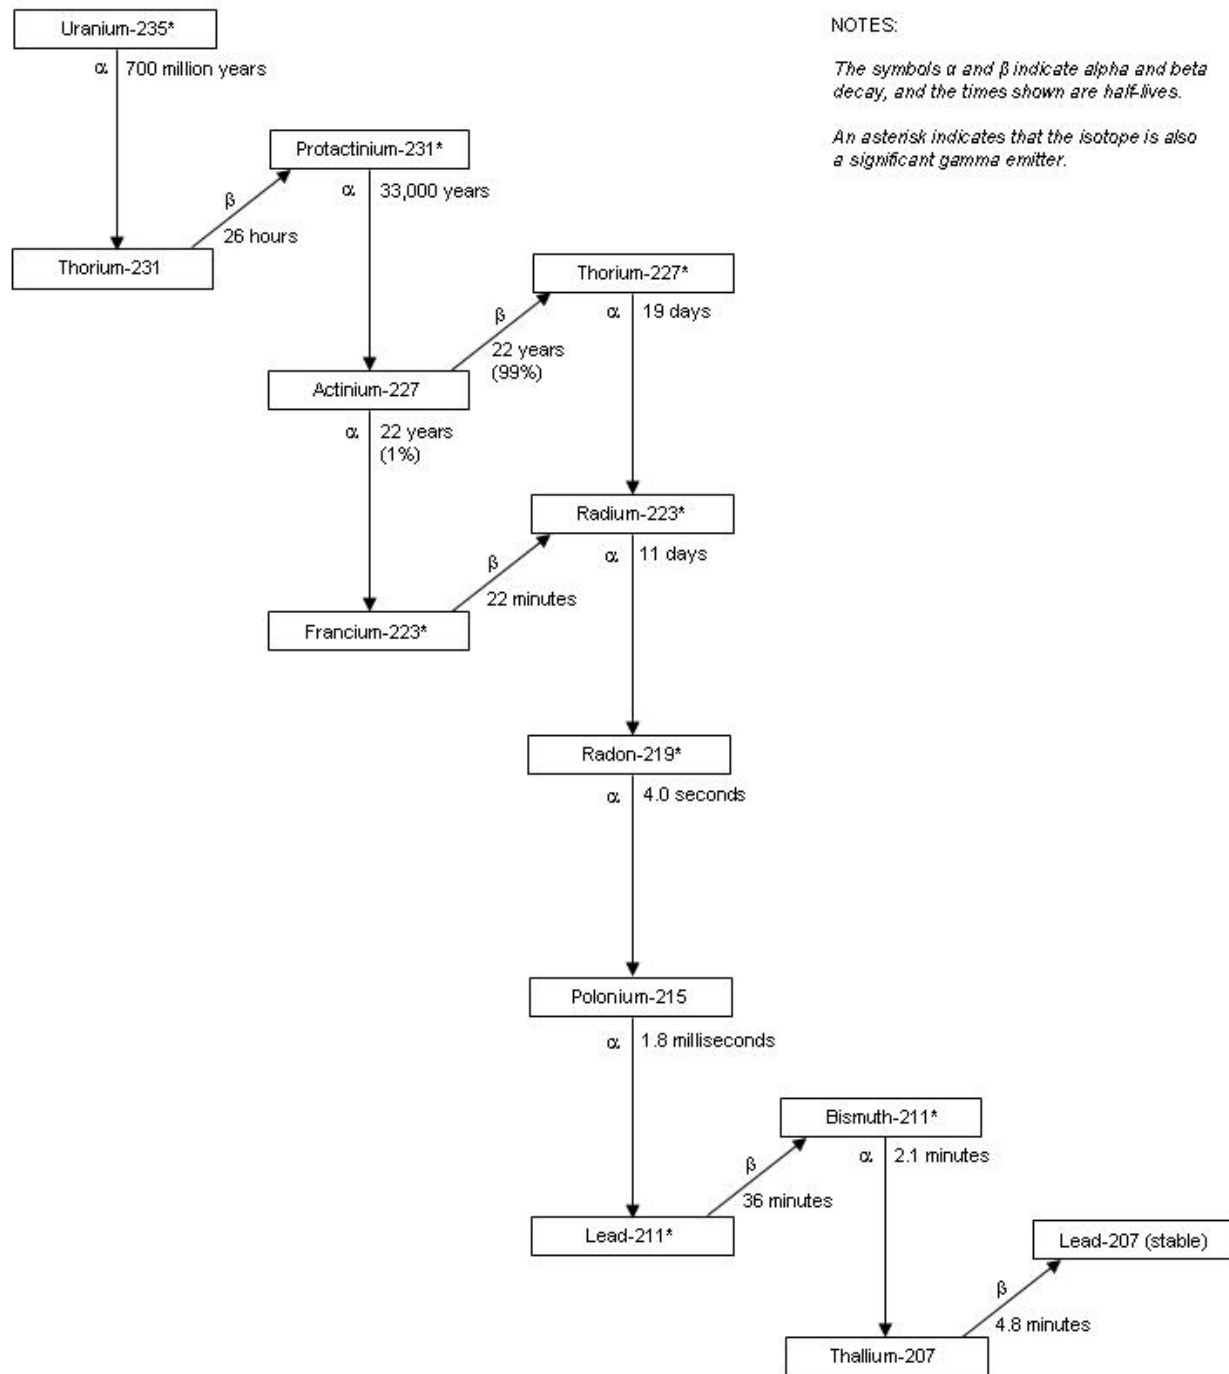 Uranium-235*
α 700 million years
NOTES:
The symbols α and β indicate alpha and beta
decay, and the times shown are half-lives.
An asterisk indicates that the isotope is also
a significant gamma emitter.
Protactinium-231*
α 33,000 years
β
26 hours
Thorium-231
Thorium-227*
α 19 days
β
22 years
(99%)
Actinium-227
α 22 years
(1%)
Radium-223*
α 11 days
β
22 minutes
Francium-223*
Radon-219*
α 4.0 seconds
Polonium-215
α 1.8 milliseconds
Bismuth-211*
α 2.1 minutes
β
36 minutes
Lead-211*
Lead-207 (stable)
β
4.8 minutes
Thallium-207